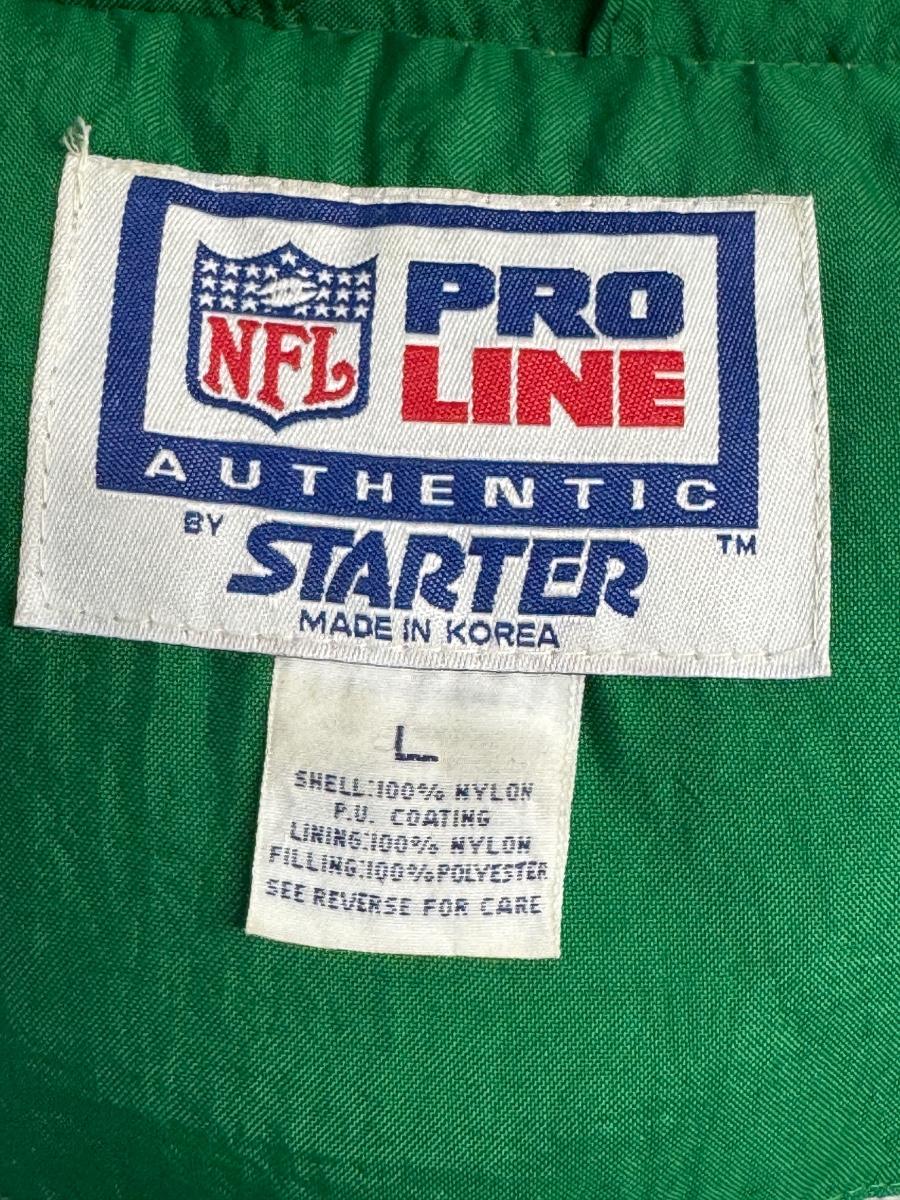 NFL
PRO
LINE
AUTHENTIC
BY STARTER TM
MADE IN KOREA
L
SHELL:100% NYLON
P.U. COATING
LINING:100% NYLON
FILLING:100% POLYESTER
SEE REVERSE FOR CARE